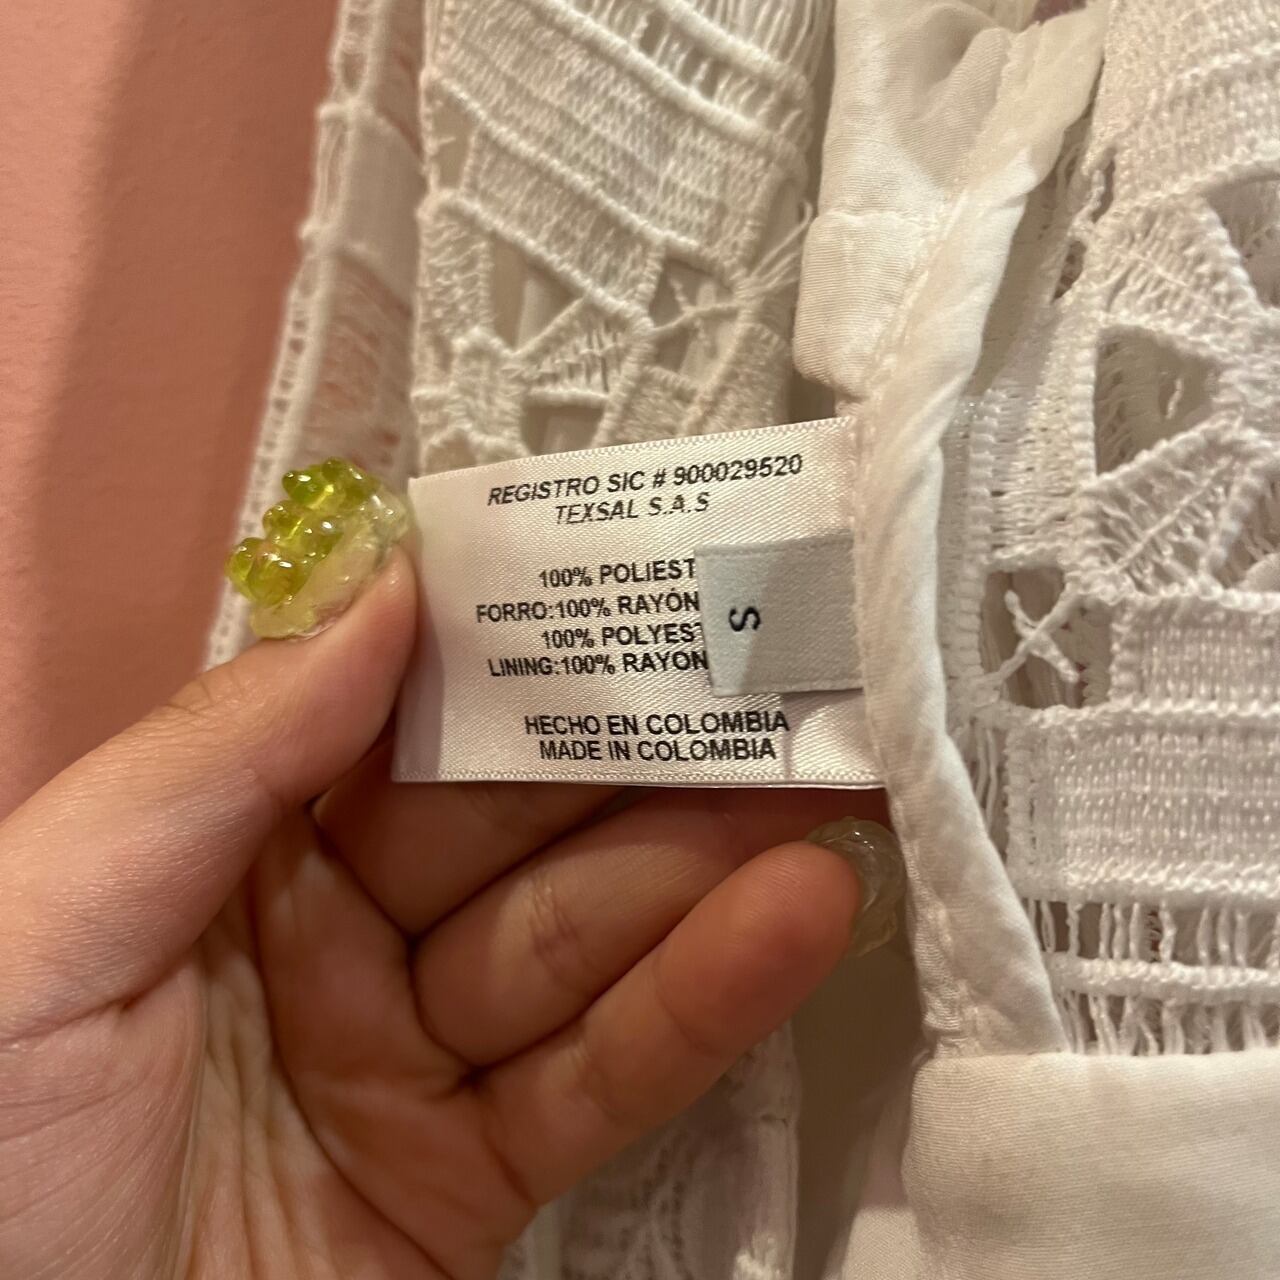 REGISTRO SIC # 900029520
TEXSAL S.A.S
100% POLIEST
FORRO:100% RAYÓN
100% POLYEST
LINING:100% RAYON
S
HECHO EN COLOMBIA
MADE IN COLOMBIA